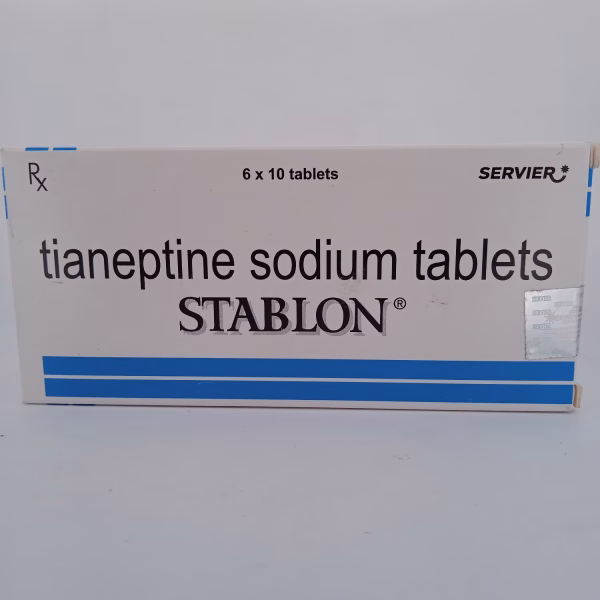 Rx
6 x 10 tablets
SERVIER
tianeptine sodium tablets
STABLON®